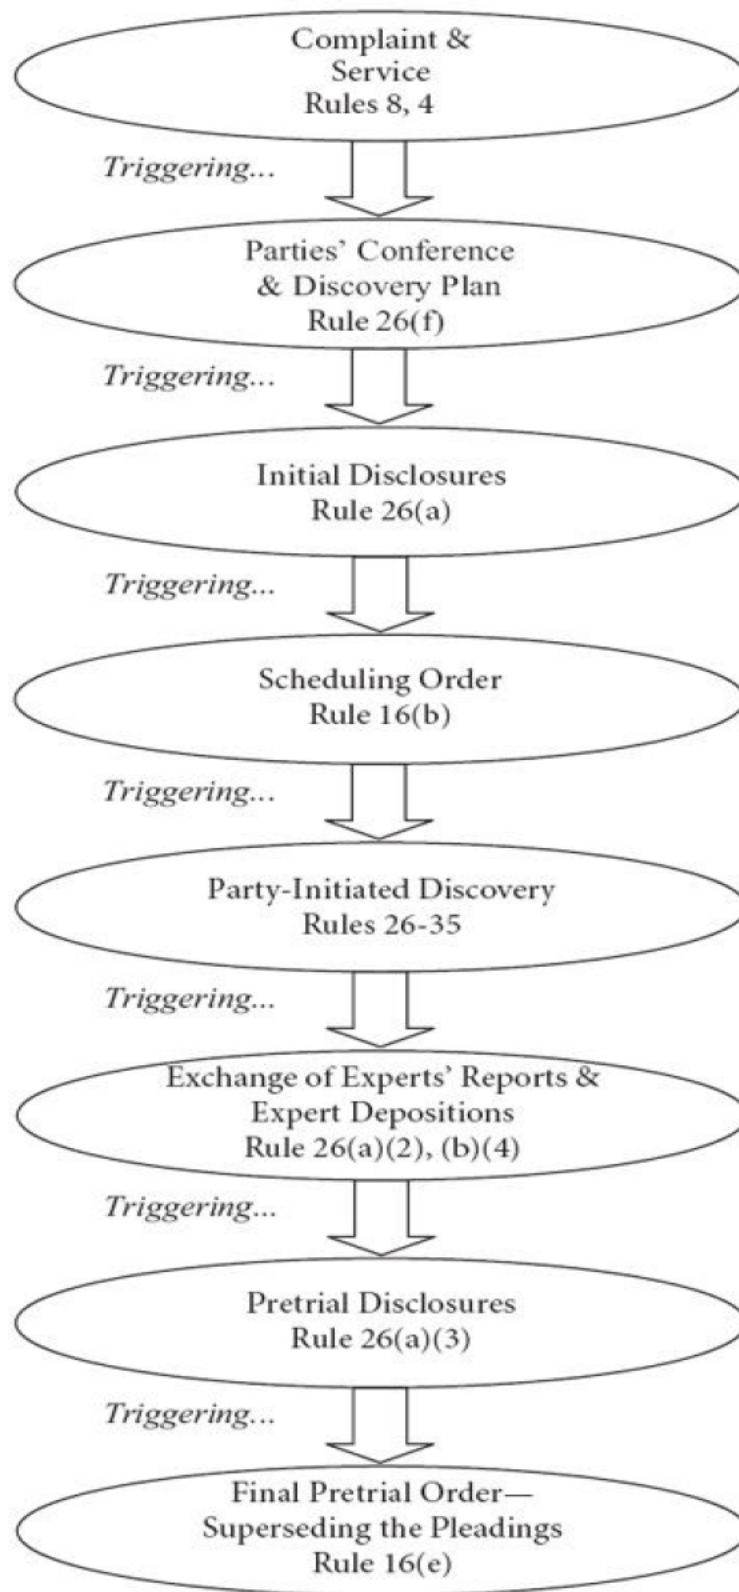 Complaint &
Service
Rules 8, 4
Triggering...
Parties’ Conference
& Discovery Plan
Rule 26(f)
Triggering...
Initial Disclosures
Rule 26(a)
Triggering...
Scheduling Order
Rule 16(b)
Triggering...
Party-Initiated Discovery
Rules 26-35
Triggering...
Exchange of Experts’ Reports &
Expert Depositions
Rule 26(a)(2), (b)(4)
Triggering...
Pretrial Disclosures
Rule 26(a)(3)
Triggering...
Final Pretrial Order—
Superseding the Pleadings
Rule 16(e)